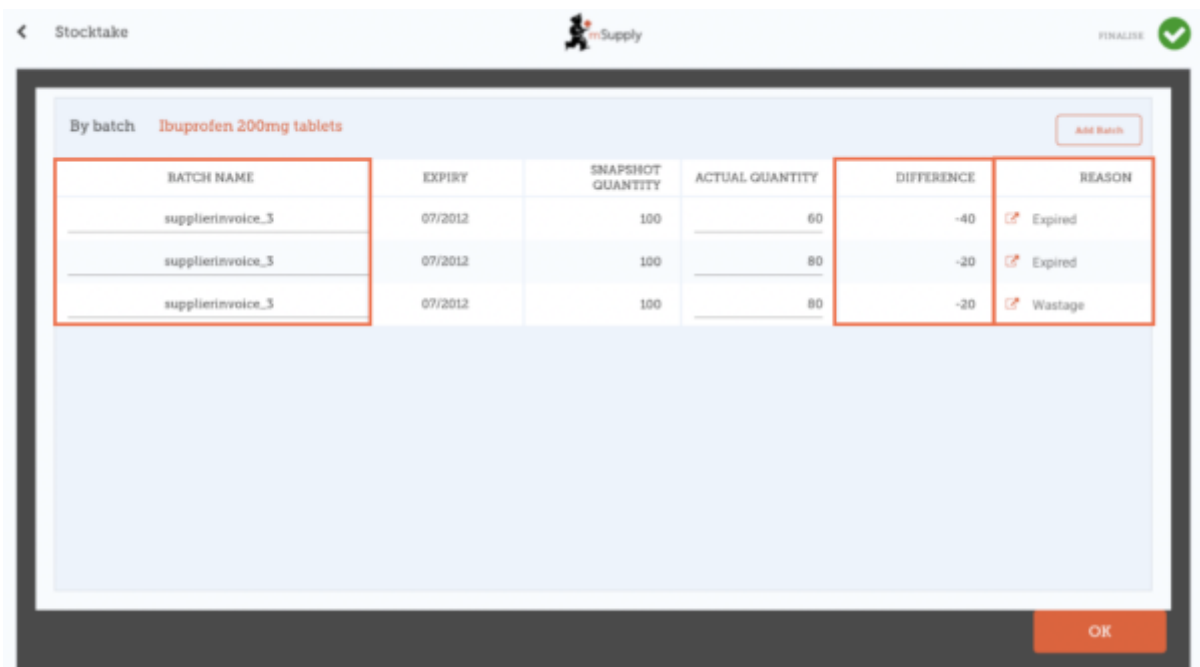 Stocktake
mSupply
FINALISE
By batch Ibuprofen 200mg tablets
Add Batch
BATCH NAME EXPIRY SNAPSHOT QUANTITY ACTUAL QUANTITY DIFFERENCE REASON
supplierinvoice_3 07/2012 100 60 -40 Expired
supplierinvoice_3 07/2012 100 80 -20 Expired
supplierinvoice_3 07/2012 100 80 -20 Wastage
OK